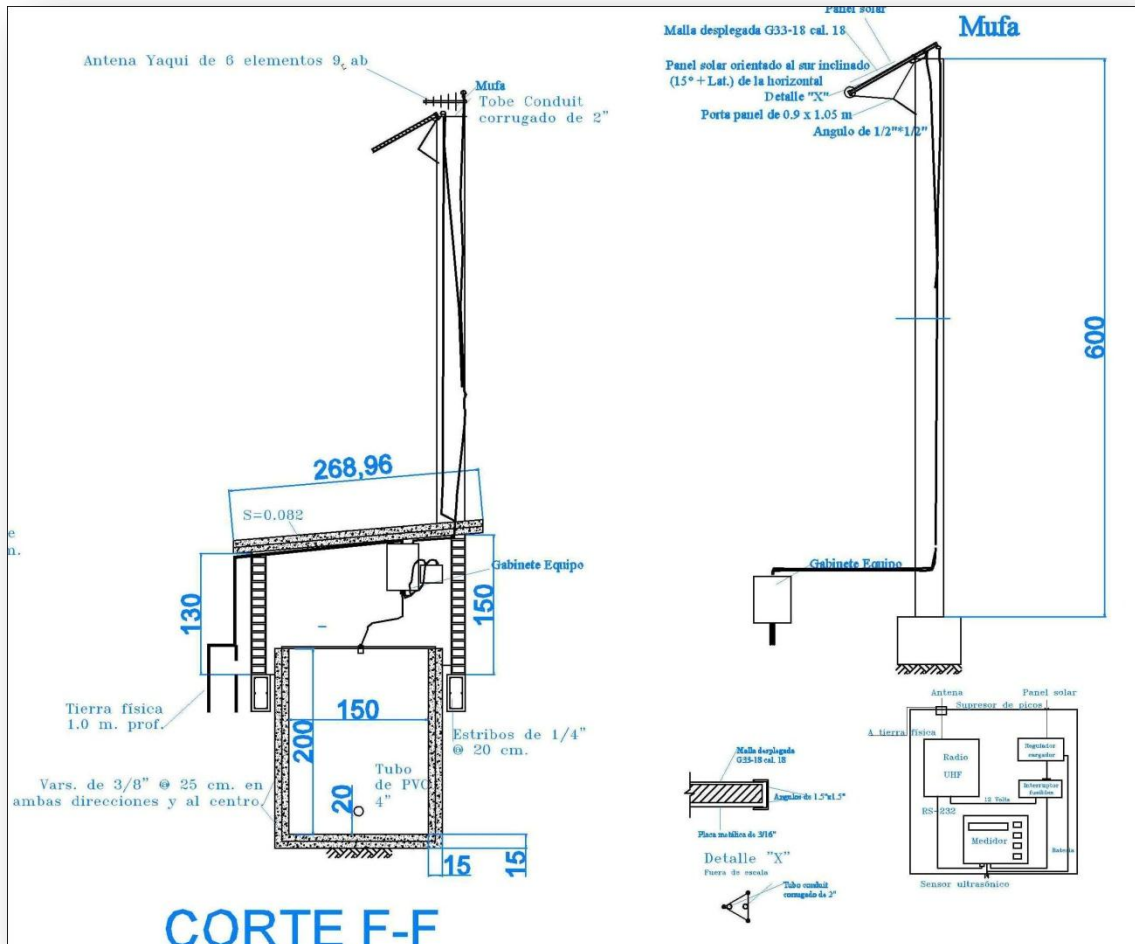 Antena Yaqui de 6 elementos 9, ab
Mufa
Tobe Conduit
corrugado de 2"
268,96
S=0.082
e
n.
Gabinete Equipo
130
150
Tierra física
1.0 m. prof.
150
200
Estribos de 1/4"
@ 20 cm.
Vars. de 3/8" @ 25 cm. en
ambas direcciones y al centro
Tubo
de PVC
4"
20
15
15
CORTE F-F
Panel solar
Mufa
Malla desplegada G33-18 cal. 18
Panel solar orientado al sur inclinado
(15° + Lat.) de la horizontal
Detalle "X"
Porta panel de 0.9 x 1.05 m
Angulo de 1/2"*1/2"
600
Gabinete Equipo
Malla desplegada
G33-18 cal. 18
Angulos de 1.5"x1.5"
Placa metálica de 3/16"
Detalle "X"
Fuera de escala
Tubo conduit
corrugado de 2"
Antena
Panel solar
Supresor de picos
A tierra física
Radio
UHF
Regulador
cargador
Interruptor
fusibles
12 Volts
RS-232
Medidor
Batería
Sensor ultrasónico